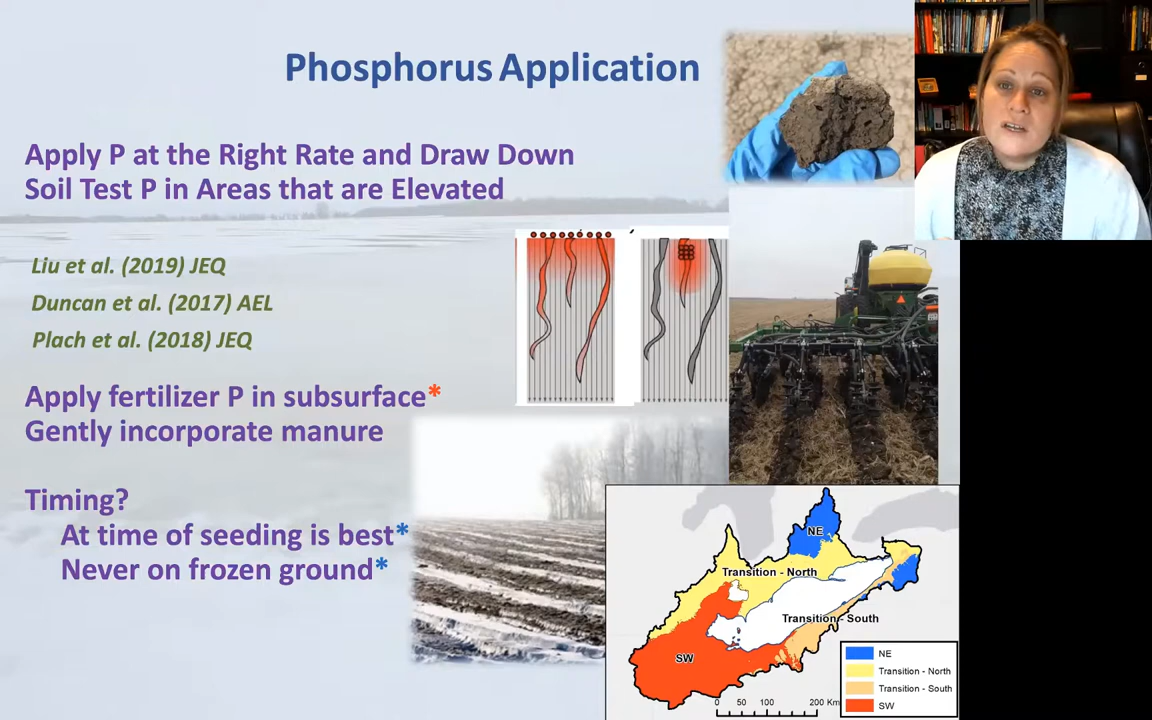 Phosphorus Application
Apply P at the Right Rate and Draw Down
Soil Test P in Areas that are Elevated
Liu et al. (2019) JEQ
Duncan et al. (2017) AEL
Plach et al. (2018) JEQ
Apply fertilizer P in subsurface*
Gently incorporate manure
Timing?
At time of seeding is best*
Never on frozen ground*
NE
Transition - North
Transition - South
SW
NE
Transition - North
Transition - South
SW
0 50 100 200 Km